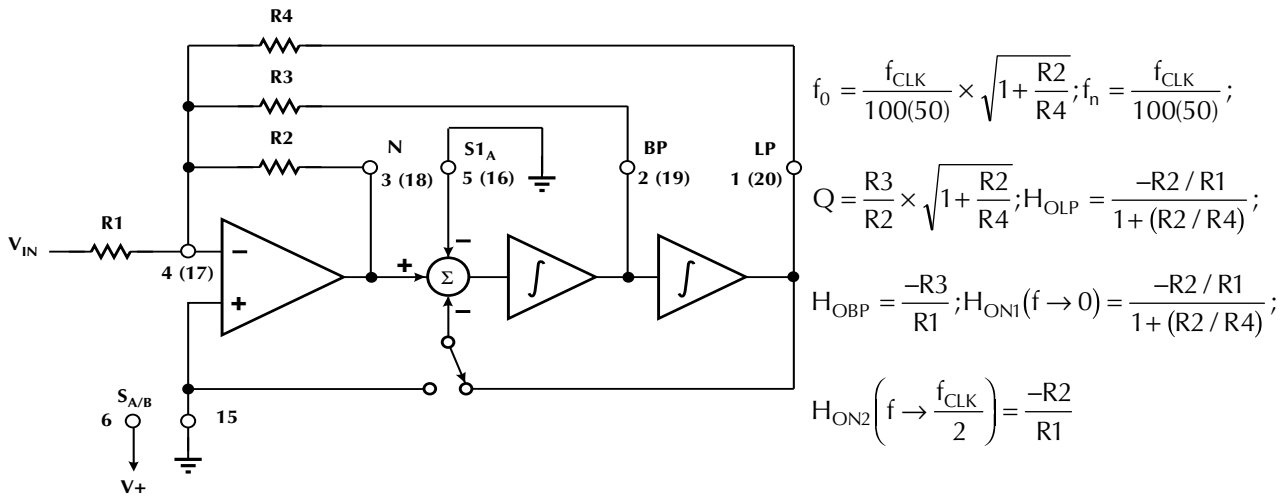 R4
R3
R2
N
3 (18)
S1A
5 (16)
BP
2 (19)
LP
1 (20)
R1
VIN
4 (17)
−
+
+
−
Σ
−
∫
∫
SA/B
6
V+
15
f0 = fCLK / 100(50) × √(1 + R2/R4) ; fn = fCLK / 100(50) ;
Q = R3/R2 × √(1 + R2/R4) ; HOLP = −R2 / R1 / 1 + (R2 / R4) ;
HOBP = −R3 / R1 ; HON1(f → 0) = −R2 / R1 / 1 + (R2 / R4) ;
HON2(f → fCLK / 2) = −R2 / R1